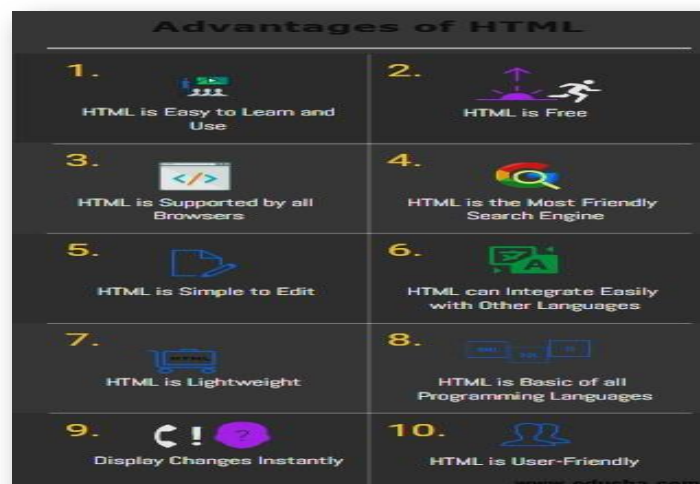 Advantages of HTML
1.
HTML is Easy to Learn and
Use
2.
HTML is Free
3.
</>
HTML is Supported by all
Browsers
4.
HTML is the Most Friendly
Search Engine
5.
HTML is Simple to Edit
6.
A
HTML can Integrate Easily
with Other Languages
7.
HTML
HTML is Lightweight
8.
HTML is Basic of all
Programming Languages
9.
!
?
Display Changes Instantly
10.
HTML is User-Friendly